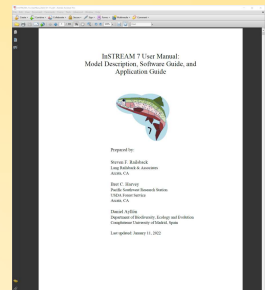 InSTREAM 7 User Manual:
Model Description, Software Guide, and
Application Guide
Prepared by:
Steven F. Railsback
Lang Railsback & Associates
Arcata, CA
Bret C. Harvey
Pacific Southwest Research Station
USDA Forest Service
Arcata, CA
Daniel Ayllón
Department of Biodiversity, Ecology and Evolution
Complutense University of Madrid, Spain
Last updated: January 11, 2022